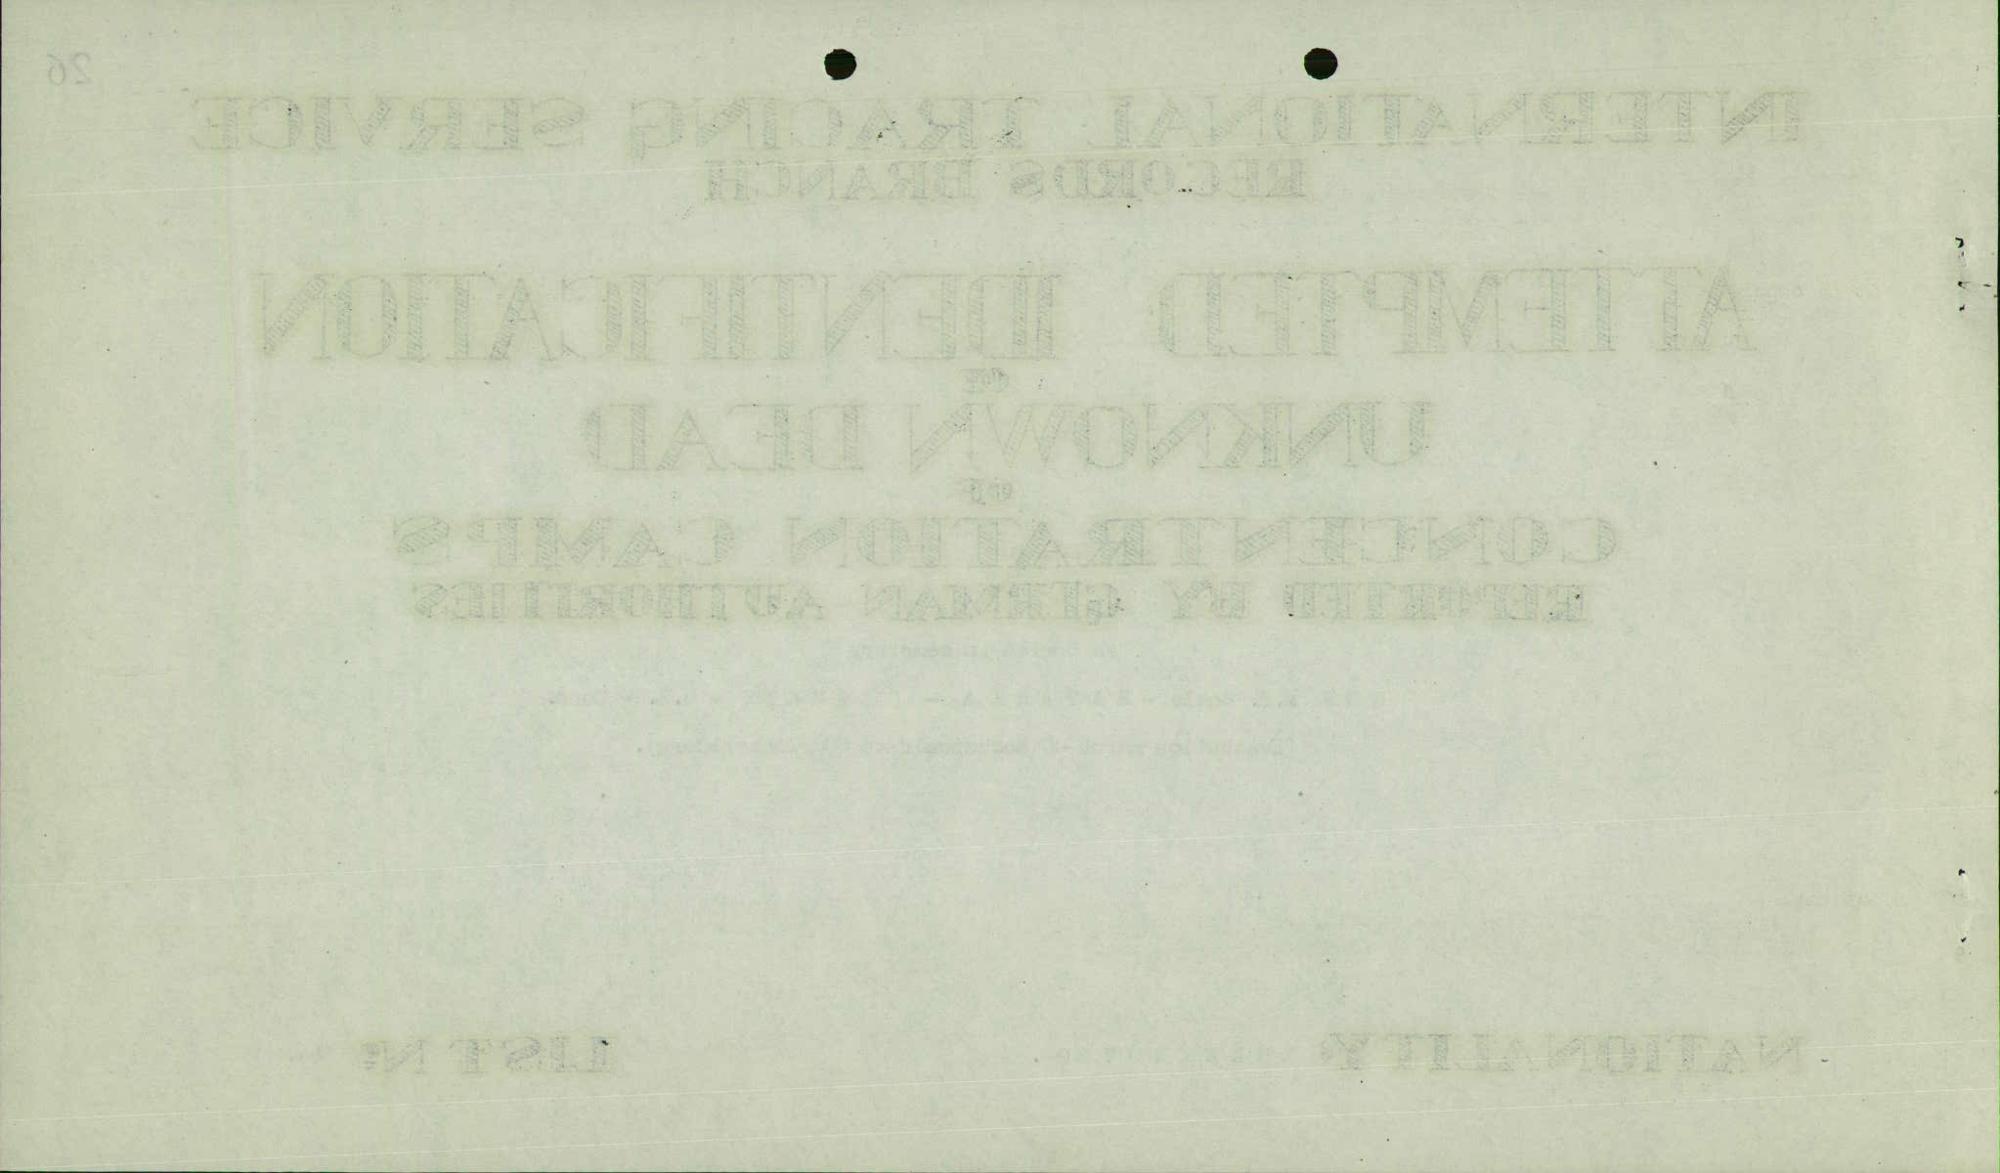 26
INTERNATIONAL TRACING SERVICE
RECORDS BRANCH
ATTEMPTED IDENTIFICATION
OF
UNKNOWN DEAD
OF
CONCENTRATION CAMPS
REPORTED BY GERMAN AUTHORITIES
NATIONALITY: LIST Nº